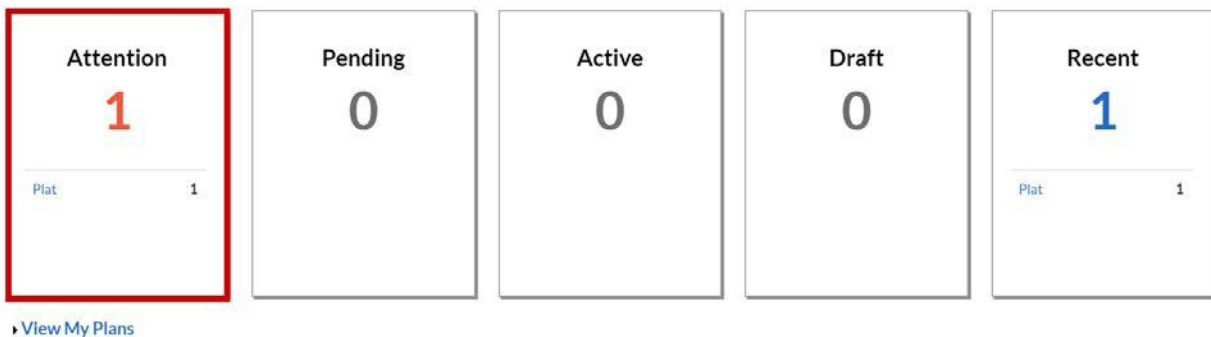 Attention
1
Plat 1
Pending
0
Active
0
Draft
0
Recent
1
Plat 1
View My Plans